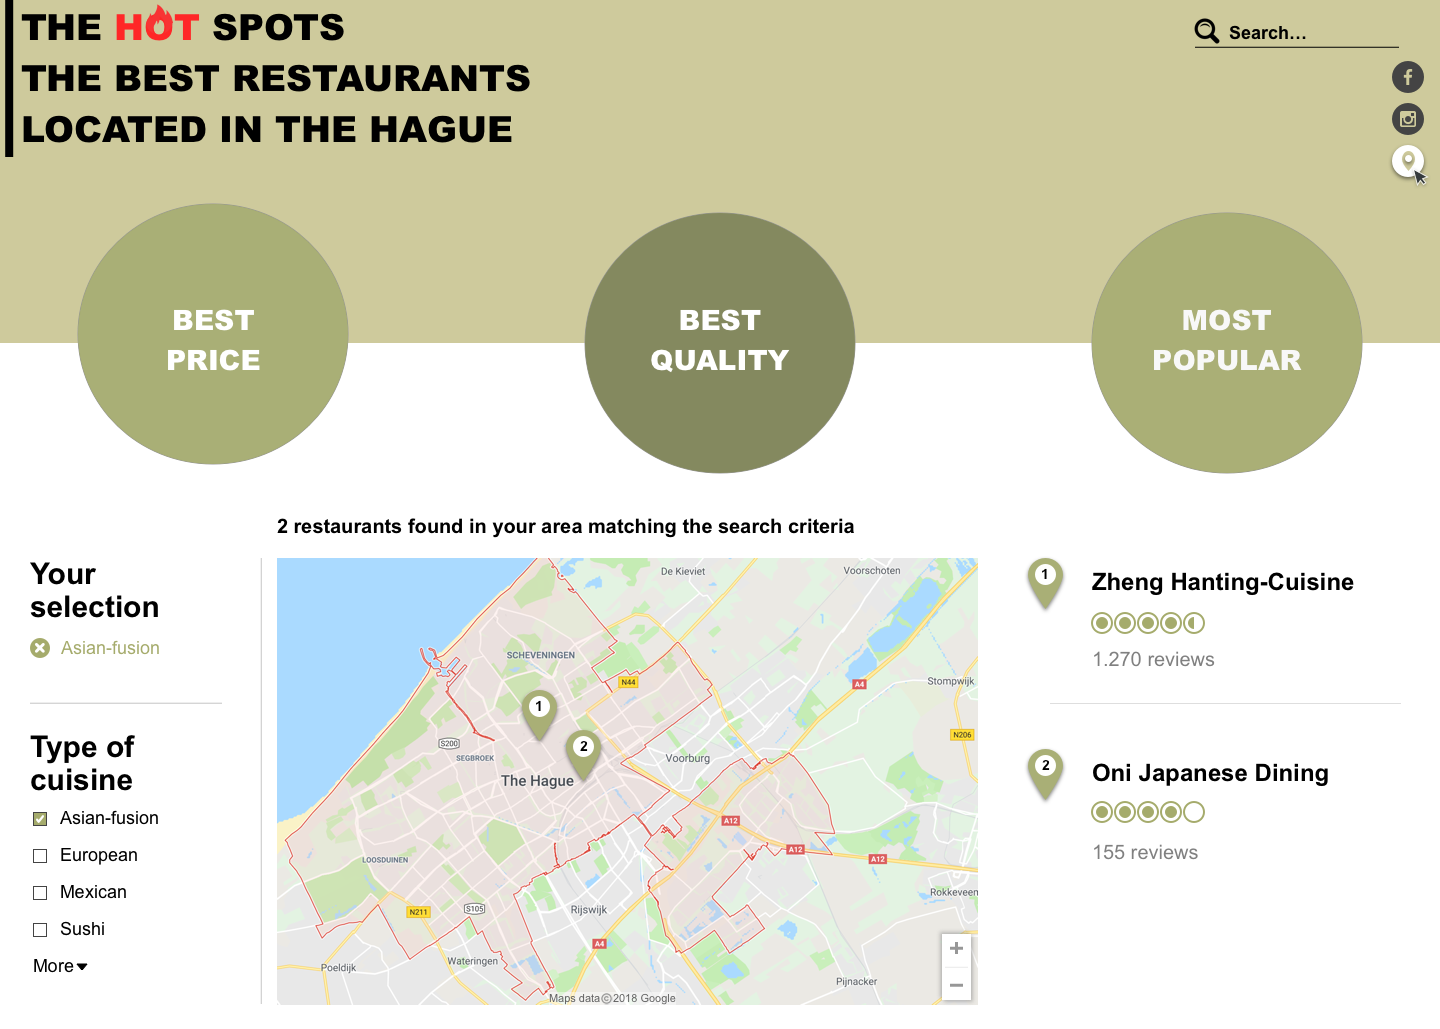 THE HOT SPOTS
THE BEST RESTAURANTS
LOCATED IN THE HAGUE
Search...
BEST
PRICE
BEST
QUALITY
MOST
POPULAR
2 restaurants found in your area matching the search criteria
Your
selection
Asian-fusion
Type of
cuisine
Asian-fusion
European
Mexican
Sushi
More
De Kieviet
Voorschoten
SCHEVENINGEN
N44
A4
Stompwijk
1
N206
S200
2
SEGBROEK
Voorburg
The Hague
A12
A12
A12
LOOSDUINEN
Rokkeveen
N211
S105
Rijswijk
A4
Wateringen
Poeldijk
Pijnacker
Maps data©2018 Google
+
−
1
Zheng Hanting-Cuisine
1.270 reviews
2
Oni Japanese Dining
155 reviews